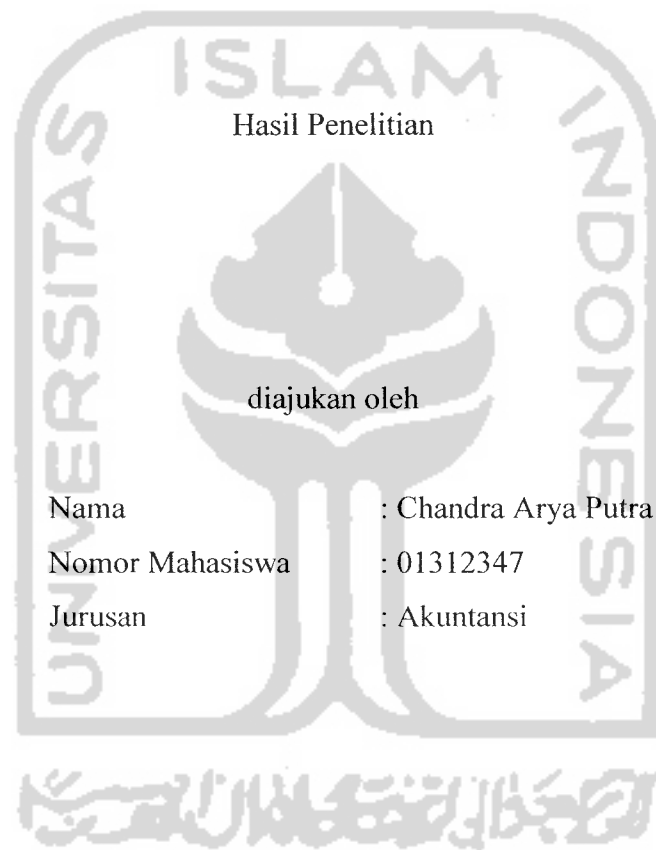 ISLAM
UNIVERSITAS
INDONESIA
Hasil Penelitian
diajukan oleh
Nama : Chandra Arya Putra
Nomor Mahasiswa : 01312347
Jurusan : Akuntansi